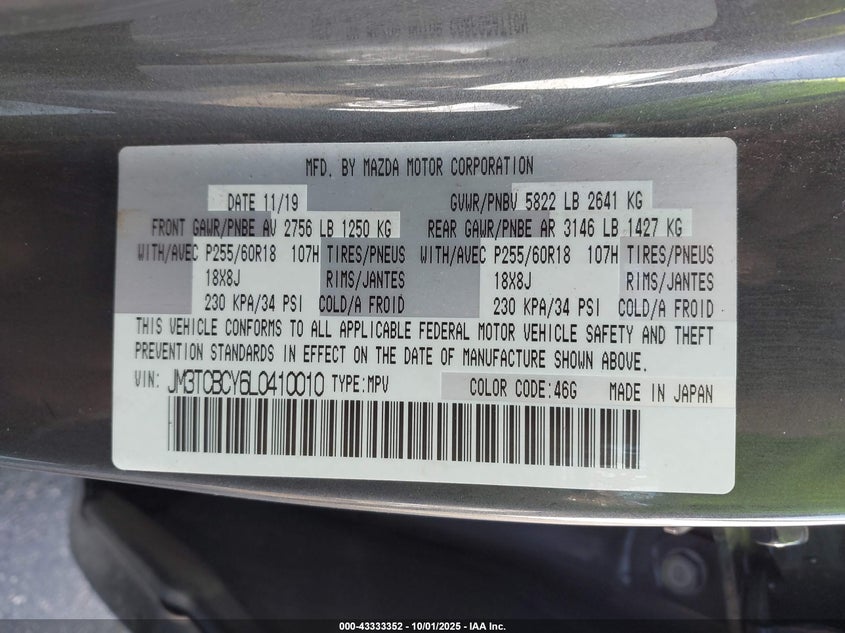 MFD. BY MAZDA MOTOR CORPORATION
DATE 11/19 GVWR/PNBV 5822 LB 2641 KG
FRONT GAWR/PNBE AV 2756 LB 1250 KG REAR GAWR/PNBE AR 3146 LB 1427 KG
WITH/AVEC P255/60R18 107H TIRES/PNEUS WITH/AVEC P255/60R18 107H TIRES/PNEUS
18X8J RIMS/JANTES 18X8J RIMS/JANTES
230 KPA/34 PSI COLD/A FROID 230 KPA/34 PSI COLD/A FROID
THIS VEHICLE CONFORMS TO ALL APPLICABLE FEDERAL MOTOR VEHICLE SAFETY AND THEFT
PREVENTION STANDARDS IN EFFECT ON THE DATE OF MANUFACTURE SHOWN ABOVE.
VIN: JM3TCBCY6L0410010 TYPE:MPV COLOR CODE:46G MADE IN JAPAN
000-43333352 • 10/01/2025 • IAA Inc.